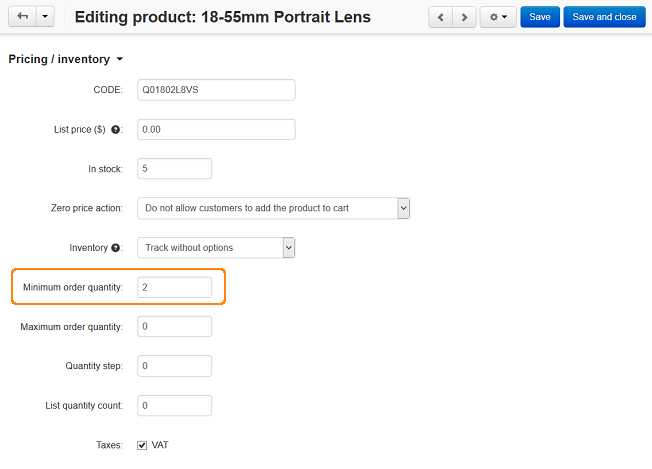 Editing product: 18-55mm Portrait Lens
Save
Save and close
Pricing / inventory
CODE: Q01802L8VS
List price ($) ?: 0.00
In stock: 5
Zero price action: Do not allow customers to add the product to cart
Inventory ?: Track without options
Minimum order quantity: 2
Maximum order quantity: 0
Quantity step: 0
List quantity count: 0
Taxes: VAT